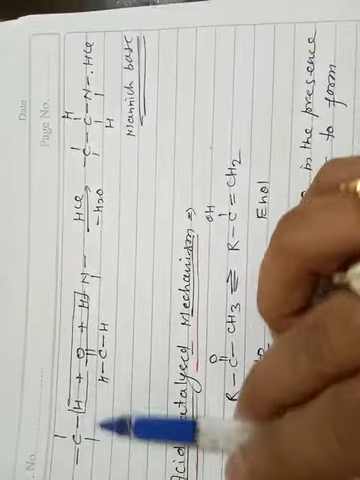 Date:
Page No.
. No.
-C-[H + O + H]-N- HCl -H2O -C-C-N-.HCl
H-C-H
H
H
Mannich base
Acid catalysed Mechanism ⇒
O OH
R-C-CH3 ⇌ R-C=CH2
Enol
in the presence
to form